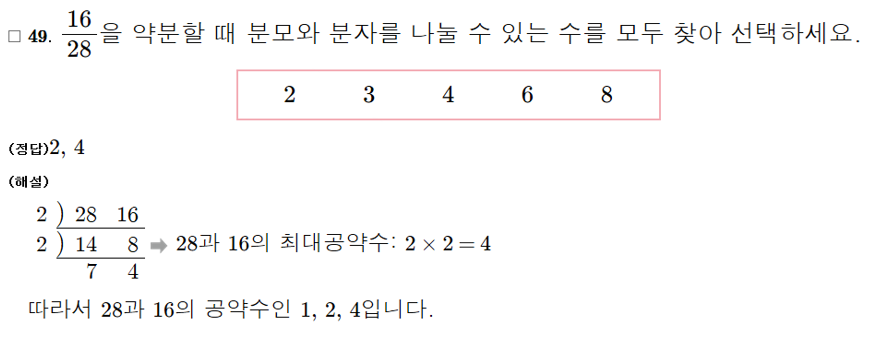 □ 49. 16/28을 약분할 때 분모와 분자를 나눌 수 있는 수를 모두 찾아 선택하세요.
2 3 4 6 8
(정답)2, 4
(해설)
2 ) 28 16
2 ) 14 8 ➡ 28과 16의 최대공약수: 2 × 2 = 4
7 4
따라서 28과 16의 공약수인 1, 2, 4입니다.